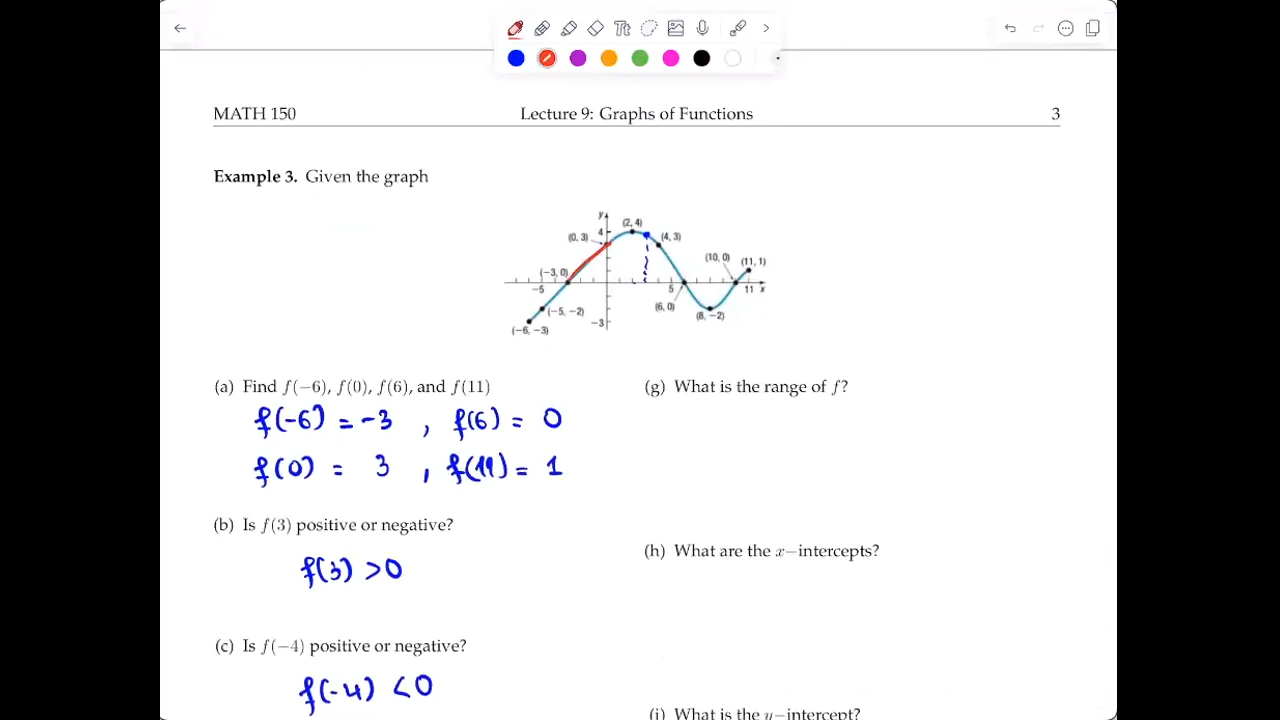 Tt
MATH 150 Lecture 9: Graphs of Functions 3
Example 3. Given the graph
y
4
(2, 4)
(0, 3)
(4, 3)
(10, 0)
(11, 1)
(−3, 0)
−5
5
11 x
(−5, −2)
(6, 0)
(8, −2)
−3
(−6, −3)
(a) Find f(−6), f(0), f(6), and f(11)
f(-6) = -3 , f(6) = 0
f(0) = 3 , f(11) = 1
(b) Is f(3) positive or negative?
f(3) >0
(c) Is f(−4) positive or negative?
f(-4) <0
(g) What is the range of f?
(h) What are the x−intercepts?
(i) What is the y−intercept?